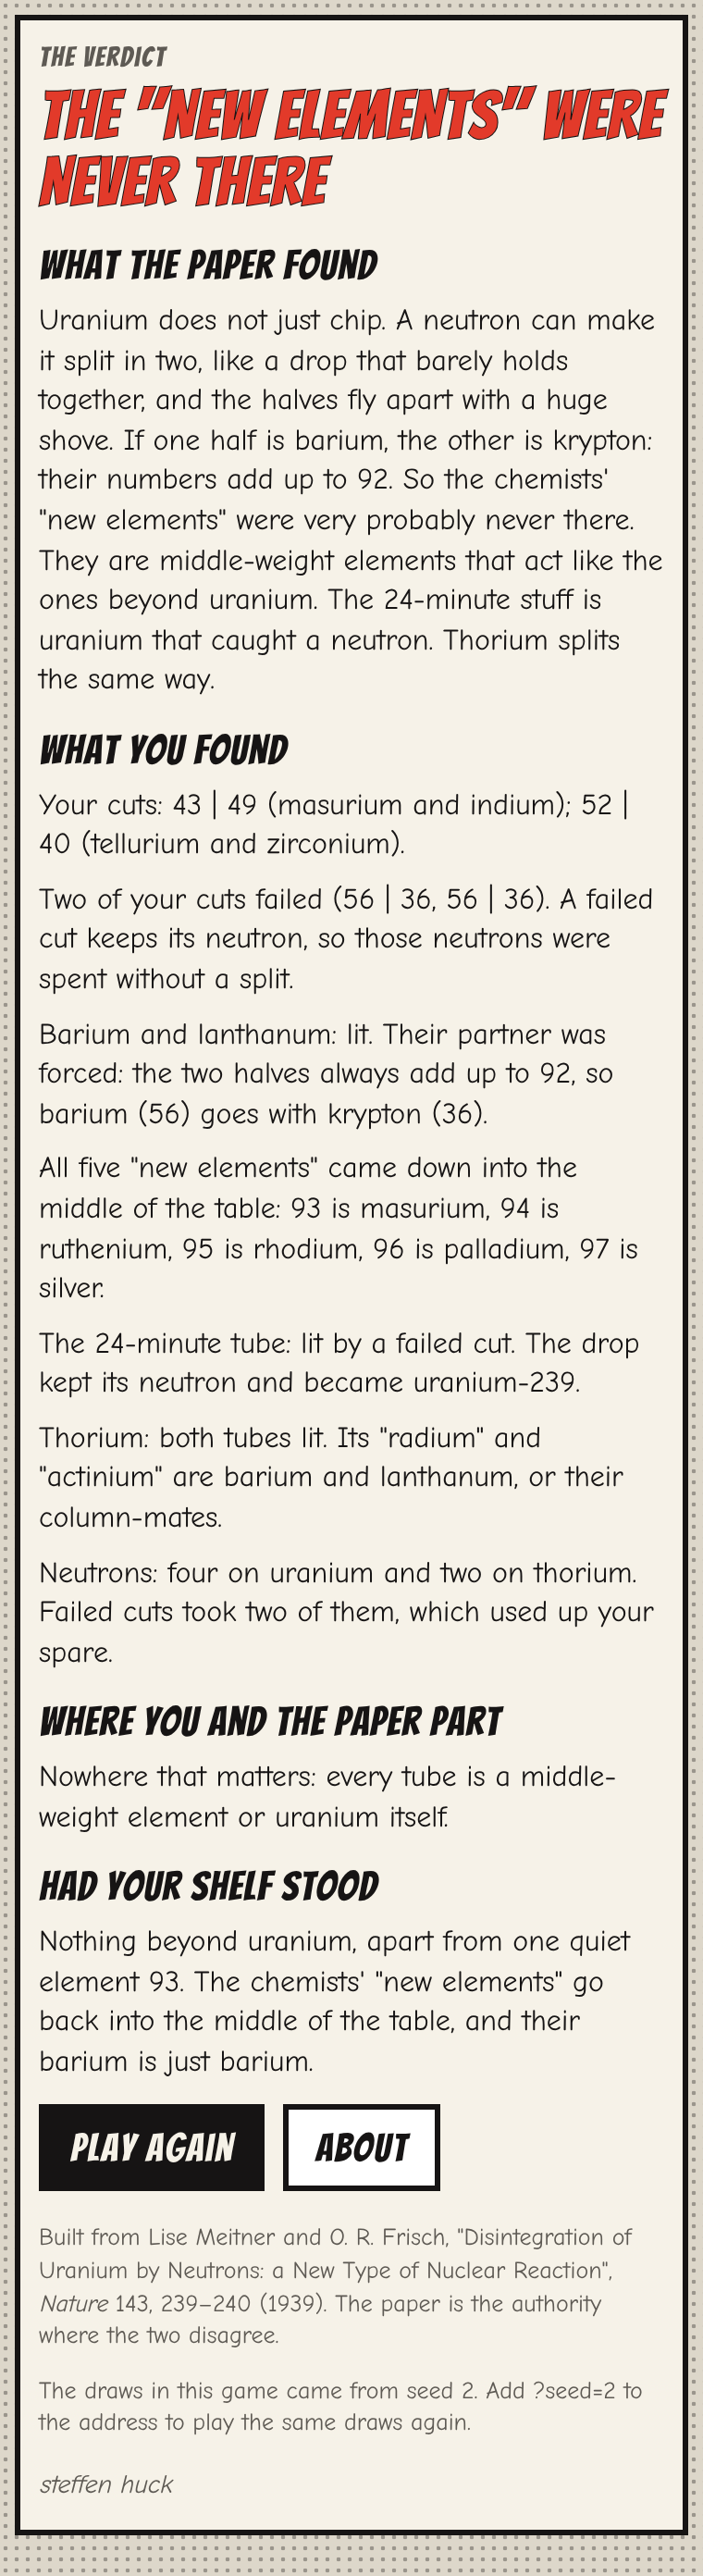 THE VERDICT
THE "NEW ELEMENTS" WERE
NEVER THERE
WHAT THE PAPER FOUND
Uranium does not just chip. A neutron can make
it split in two, like a drop that barely holds
together, and the halves fly apart with a huge
shove. If one half is barium, the other is krypton:
their numbers add up to 92. So the chemists'
"new elements" were very probably never there.
They are middle-weight elements that act like the
ones beyond uranium. The 24-minute stuff is
uranium that caught a neutron. Thorium splits
the same way.
WHAT YOU FOUND
Your cuts: 43 | 49 (masurium and indium); 52 |
40 (tellurium and zirconium).
Two of your cuts failed (56 | 36, 56 | 36). A failed
cut keeps its neutron, so those neutrons were
spent without a split.
Barium and lanthanum: lit. Their partner was
forced: the two halves always add up to 92, so
barium (56) goes with krypton (36).
All five "new elements" came down into the
middle of the table: 93 is masurium, 94 is
ruthenium, 95 is rhodium, 96 is palladium, 97 is
silver.
The 24-minute tube: lit by a failed cut. The drop
kept its neutron and became uranium-239.
Thorium: both tubes lit. Its "radium" and
"actinium" are barium and lanthanum, or their
column-mates.
Neutrons: four on uranium and two on thorium.
Failed cuts took two of them, which used up your
spare.
WHERE YOU AND THE PAPER PART
Nowhere that matters: every tube is a middle-
weight element or uranium itself.
HAD YOUR SHELF STOOD
Nothing beyond uranium, apart from one quiet
element 93. The chemists' "new elements" go
back into the middle of the table, and their
barium is just barium.
PLAY AGAIN ABOUT
Built from Lise Meitner and O. R. Frisch, "Disintegration of
Uranium by Neutrons: a New Type of Nuclear Reaction",
Nature 143, 239–240 (1939). The paper is the authority
where the two disagree.
The draws in this game came from seed 2. Add ?seed=2 to
the address to play the same draws again.
steffen huck